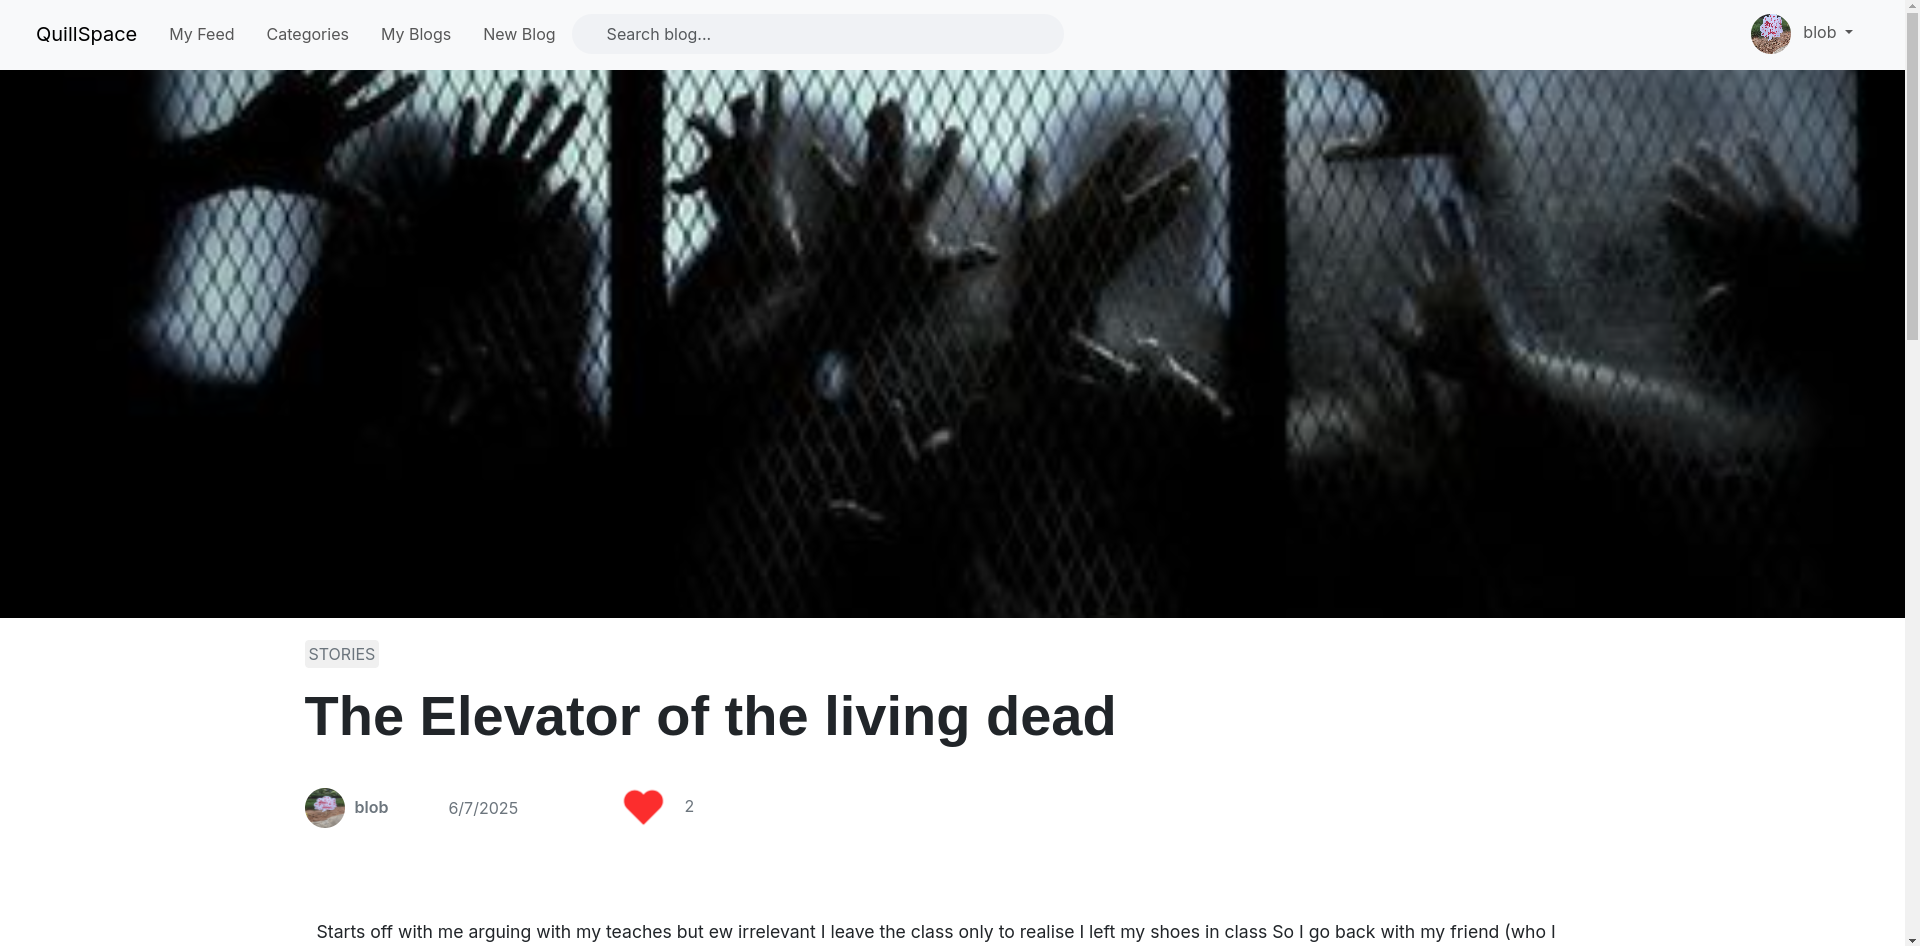 QuillSpace My Feed Categories My Blogs New Blog Search blog... blob
STORIES
The Elevator of the living dead
blob 6/7/2025 2
Starts off with me arguing with my teaches but ew irrelevant I leave the class only to realise I left my shoes in class So I go back with my friend (who I